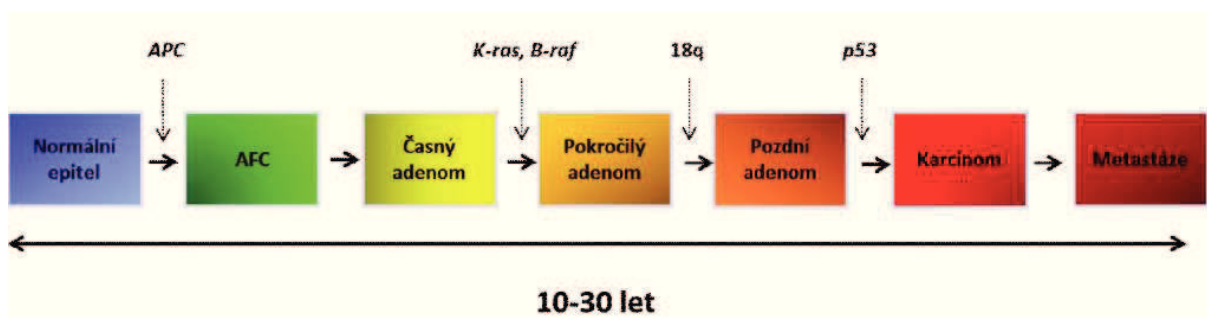 APC
K-ras, B-raf
18q
p53
Normální
epitel
AFC
Časný
adenom
Pokročilý
adenom
Pozdní
adenom
Karcinom
Metastáze
10-30 let